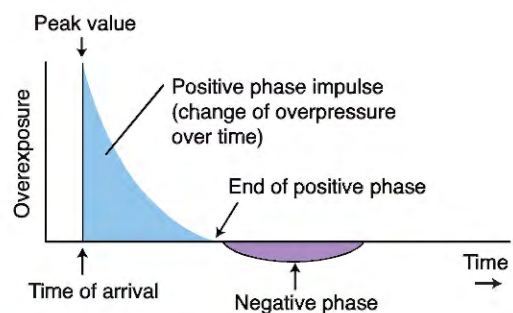 Peak value
Positive phase impulse
(change of overpressure
over time)
Overexposure
End of positive phase
Time
Time of arrival
Negative phase